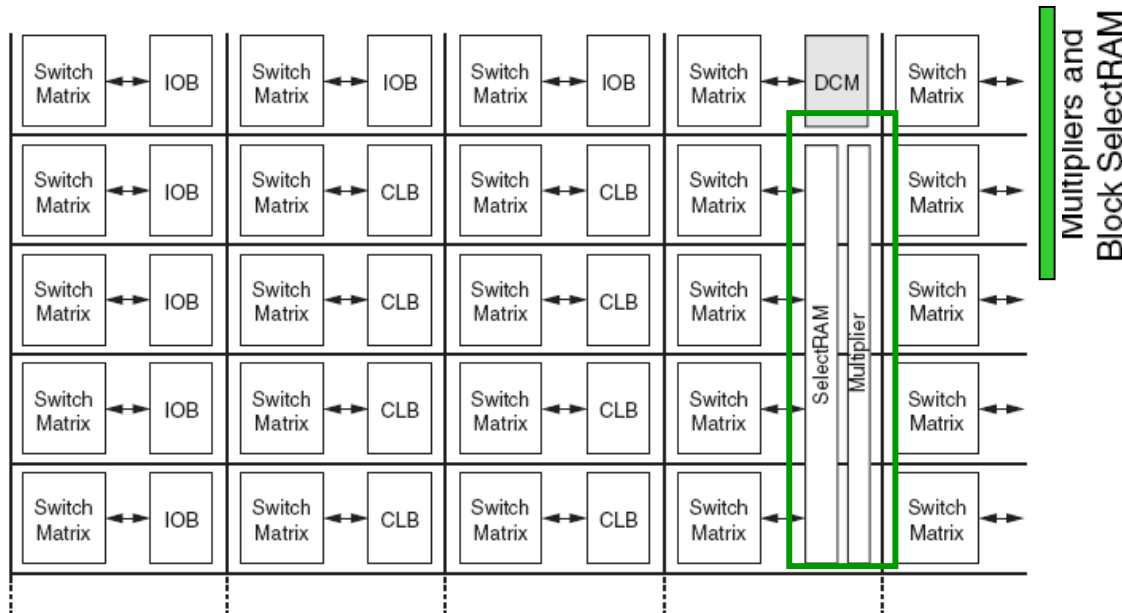 Switch
Matrix
IOB
Switch
Matrix
IOB
Switch
Matrix
IOB
Switch
Matrix
DCM
Switch
Matrix
Switch
Matrix
IOB
Switch
Matrix
CLB
Switch
Matrix
CLB
Switch
Matrix
Switch
Matrix
Switch
Matrix
IOB
Switch
Matrix
CLB
Switch
Matrix
CLB
Switch
Matrix
Switch
Matrix
Switch
Matrix
IOB
Switch
Matrix
CLB
Switch
Matrix
CLB
Switch
Matrix
Switch
Matrix
Switch
Matrix
IOB
Switch
Matrix
CLB
Switch
Matrix
CLB
Switch
Matrix
Switch
Matrix
SelectRAM
Multiplier
Multipliers and
Block SelectRAM